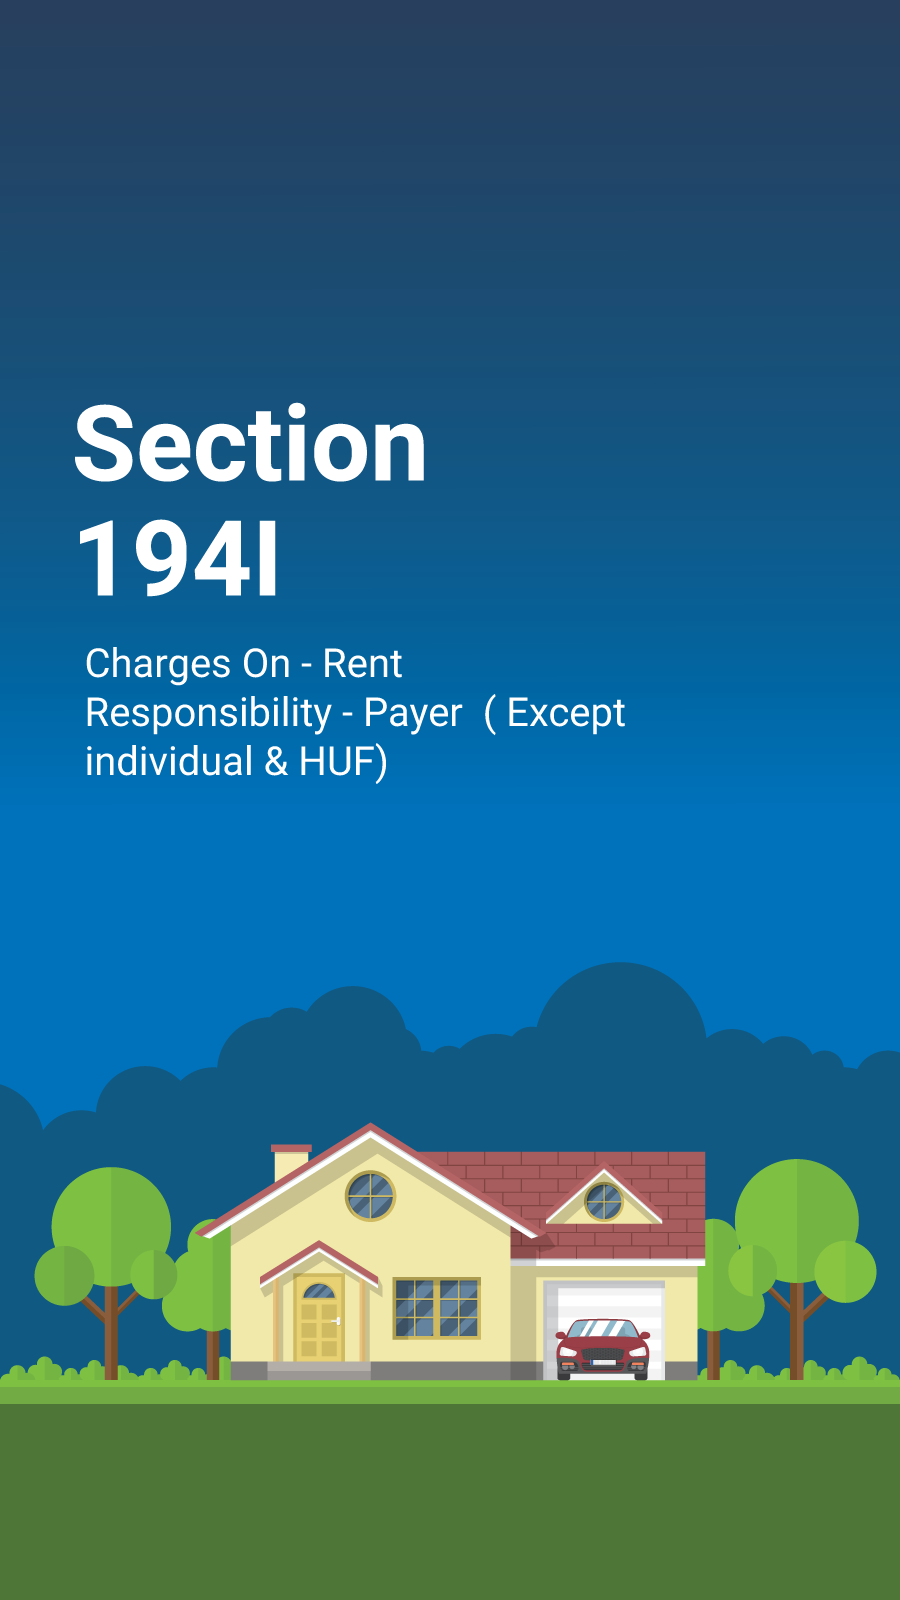 Section
194I
Charges On - Rent
Responsibility - Payer  ( Except
individual & HUF)